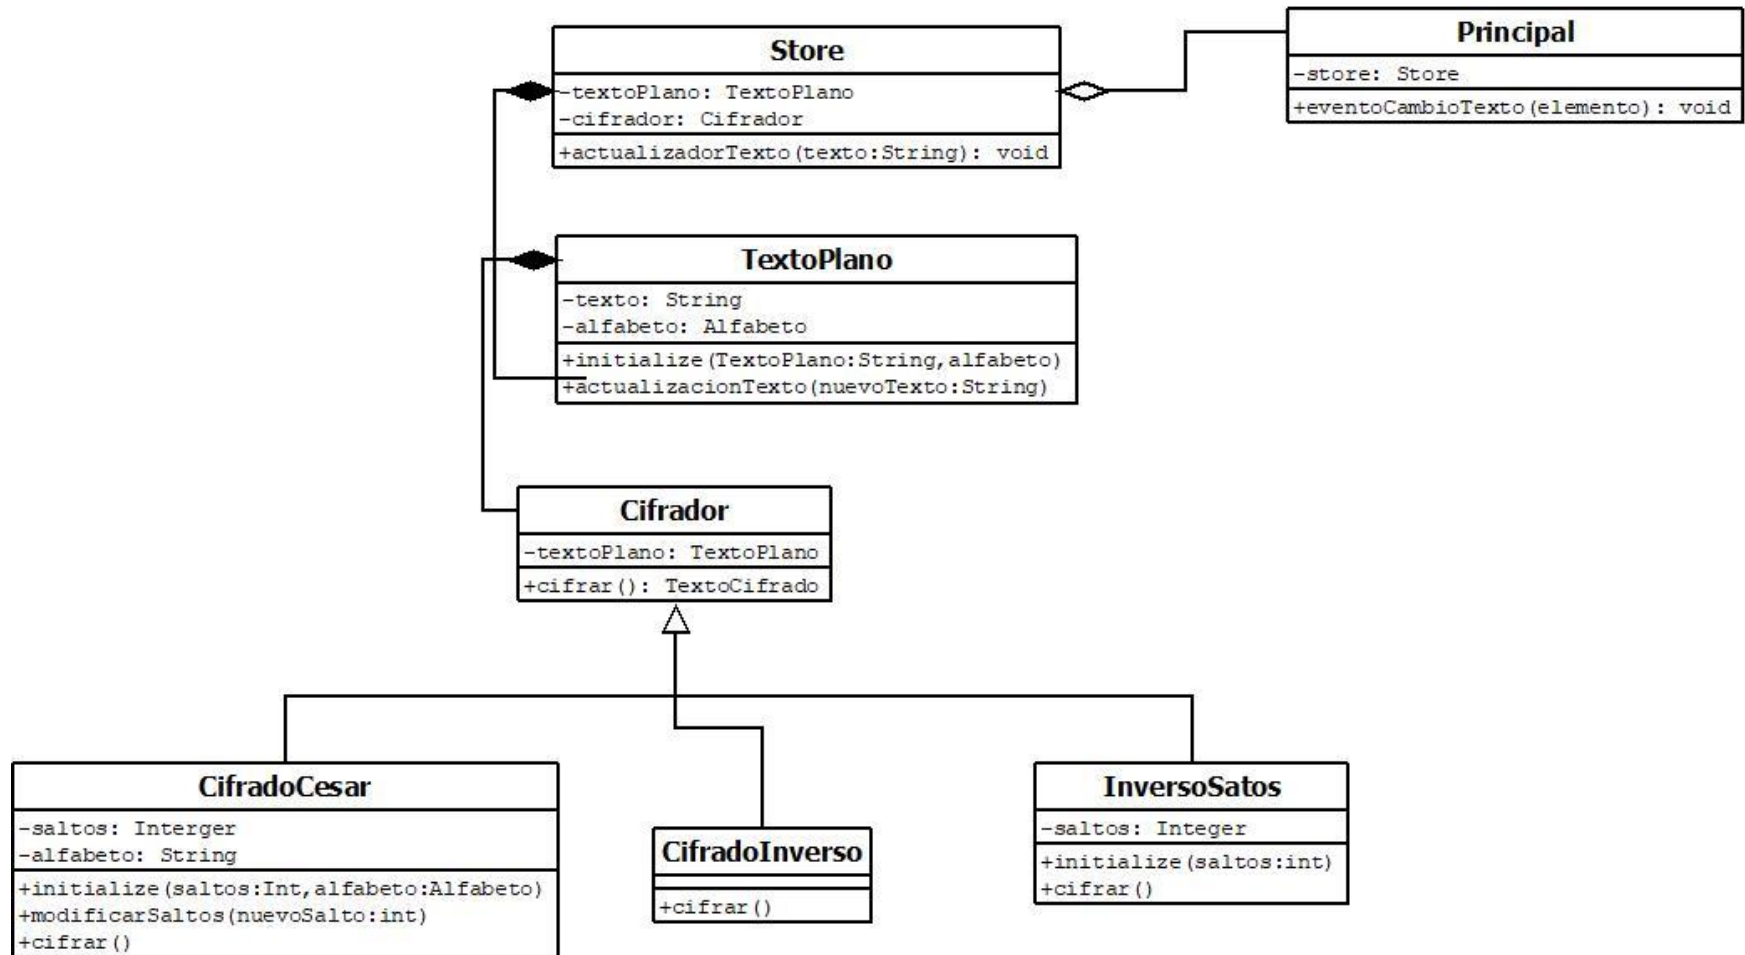 Store
-textoPlano: TextoPlano
-cifrador: Cifrador
+actualizadorTexto(texto:String): void
Principal
-store: Store
+eventoCambioTexto(elemento): void
TextoPlano
-texto: String
-alfabeto: Alfabeto
+initialize(TextoPlano:String,alfabeto)
+actualizacionTexto(nuevoTexto:String)
Cifrador
-textoPlano: TextoPlano
+cifrar(): TextoCifrado
CifradoCesar
-saltos: Interger
-alfabeto: String
+initialize(saltos:Int,alfabeto:Alfabeto)
+modificarSaltos(nuevoSalto:int)
+cifrar()
CifradoInverso
+cifrar()
InversoSatos
-saltos: Integer
+initialize(saltos:int)
+cifrar()